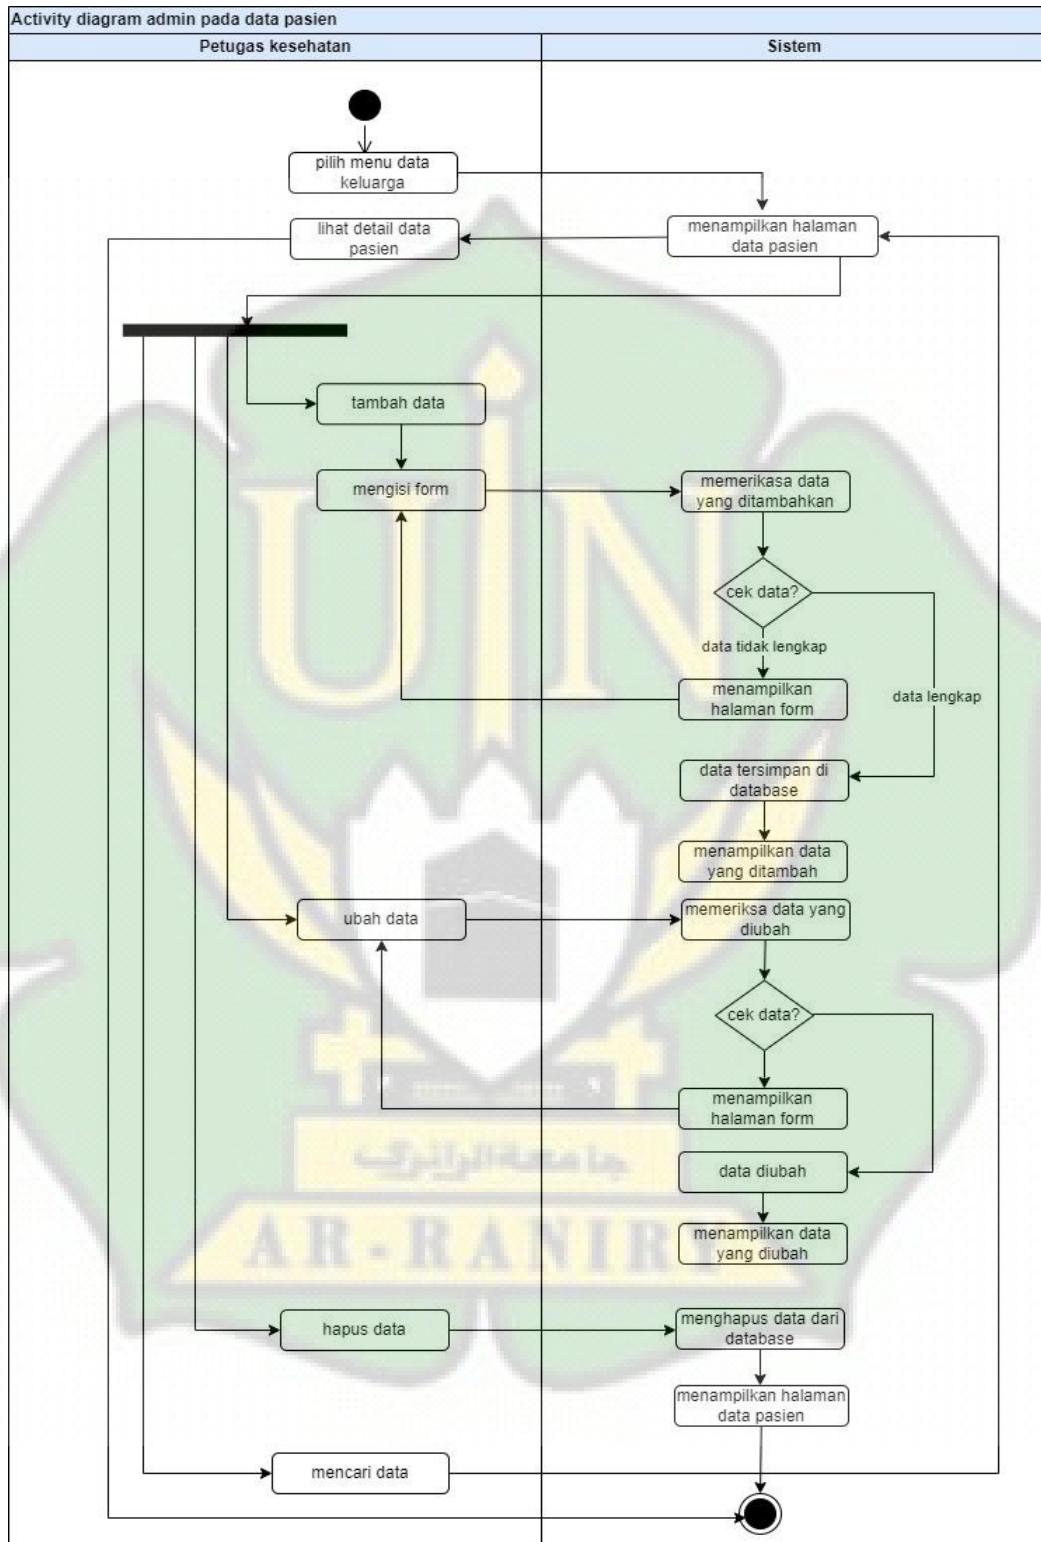 Activity diagram admin pada data pasien
Petugas kesehatan
Sistem
pilih menu data
keluarga
lihat detail data
pasien
menampilkan halaman
data pasien
tambah data
mengisi form
memerikasa data
yang ditambahkan
cek data?
data tidak lengkap
menampilkan
halaman form
data lengkap
data tersimpan di
database
menampilkan data
yang ditambah
ubah data
memeriksa data yang
diubah
cek data?
menampilkan
halaman form
data diubah
menampilkan data
yang diubah
hapus data
menghapus data dari
database
menampilkan halaman
data pasien
mencari data
UIN
جامعة الرانري
AR-RANIRY